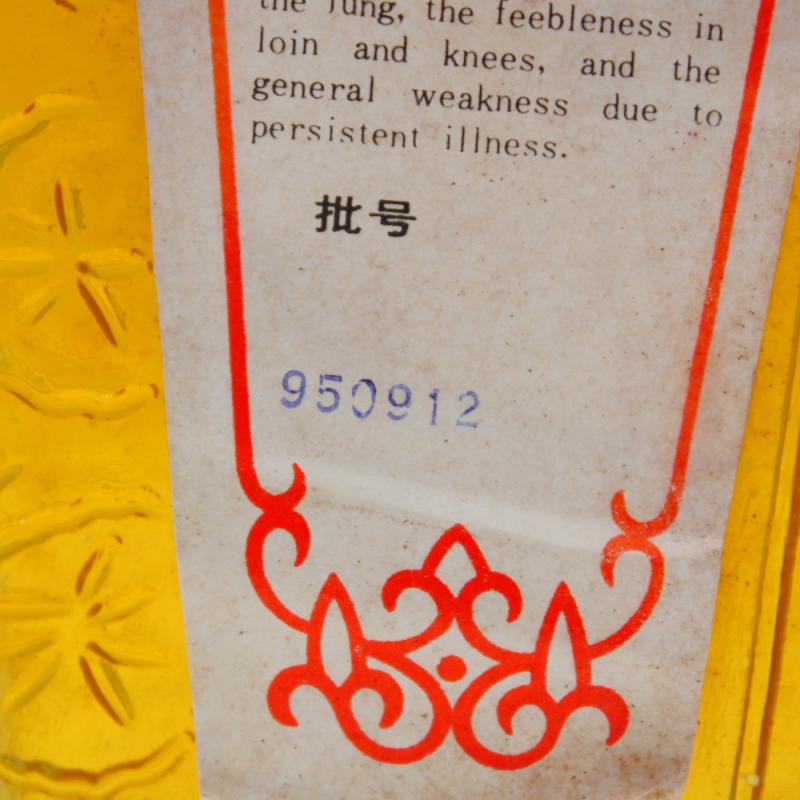 the lung, the feebleness in
loin and knees, and the
general weakness due to
persistent illness.
批号
950912